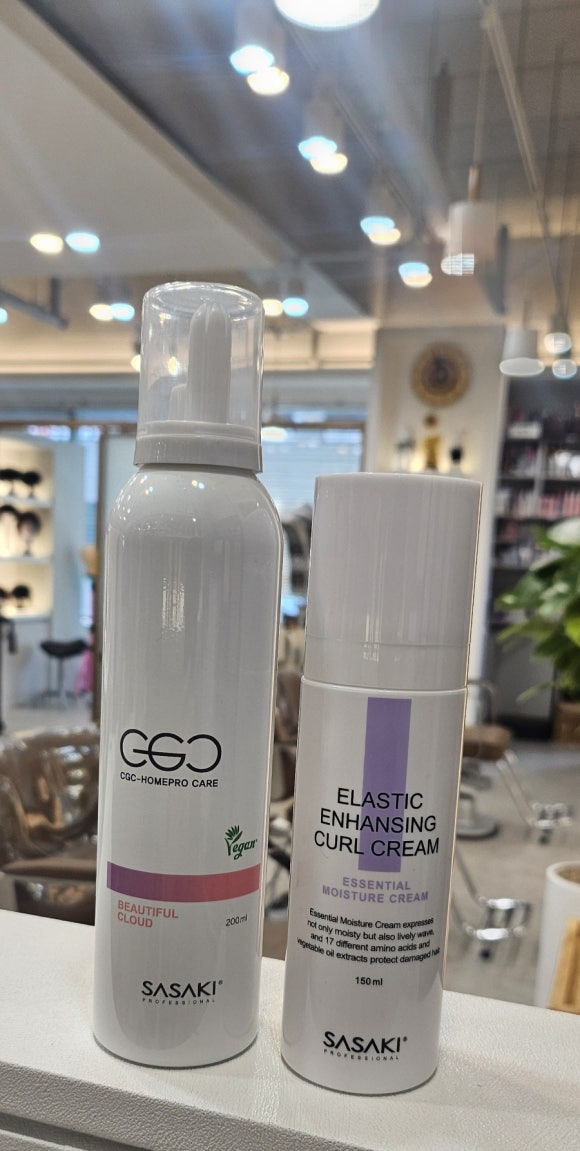 CGC
CGC-HOMEPRO CARE
Vegan
BEAUTIFUL
CLOUD
200ml
SASAKI®
PROFESSIONAL
ELASTIC
ENHANSING
CURL CREAM
ESSENTIAL
MOISTURE CREAM
Essential Moisture Cream expresses
not only moisty but also lively wave,
and 17 different amino acids and
vegetable oil extracts protect damaged hair
150ml
SASAKI®
PROFESSIONAL